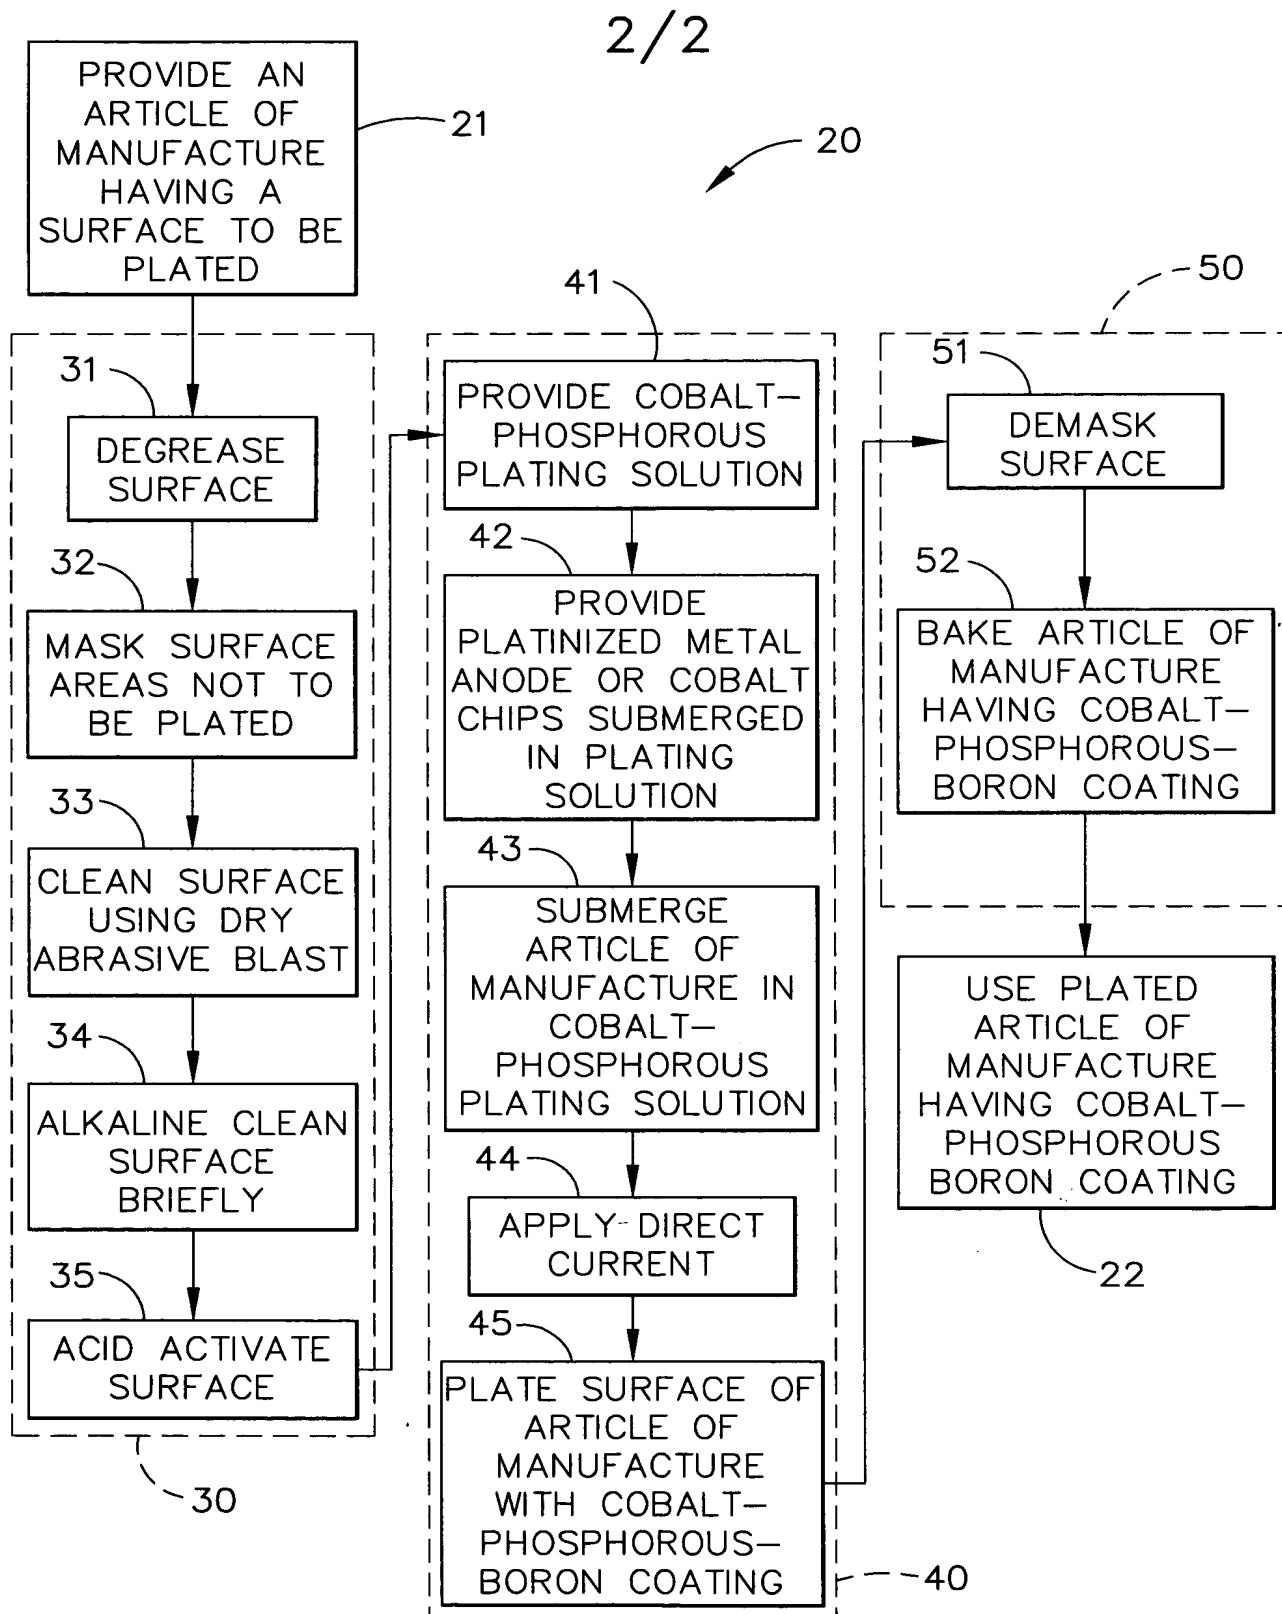 2/2
PROVIDE AN
ARTICLE OF
MANUFACTURE
HAVING A
SURFACE TO BE
PLATED
21
20
31
DEGREASE
SURFACE
32
MASK SURFACE
AREAS NOT TO
BE PLATED
33
CLEAN SURFACE
USING DRY
ABRASIVE BLAST
34
ALKALINE CLEAN
SURFACE
BRIEFLY
35
ACID ACTIVATE
SURFACE
30
41
PROVIDE COBALT–
PHOSPHOROUS
PLATING SOLUTION
42
PROVIDE
PLATINIZED METAL
ANODE OR COBALT
CHIPS SUBMERGED
IN PLATING
SOLUTION
43
SUBMERGE
ARTICLE OF
MANUFACTURE IN
COBALT–
PHOSPHOROUS
PLATING SOLUTION
44
APPLY-DIRECT
CURRENT
45
PLATE SURFACE OF
ARTICLE OF
MANUFACTURE
WITH COBALT–
PHOSPHOROUS–
BORON COATING
40
50
51
DEMASK
SURFACE
52
BAKE ARTICLE OF
MANUFACTURE
HAVING COBALT–
PHOSPHOROUS–
BORON COATING
USE PLATED
ARTICLE OF
MANUFACTURE
HAVING COBALT–
PHOSPHOROUS
BORON COATING
22